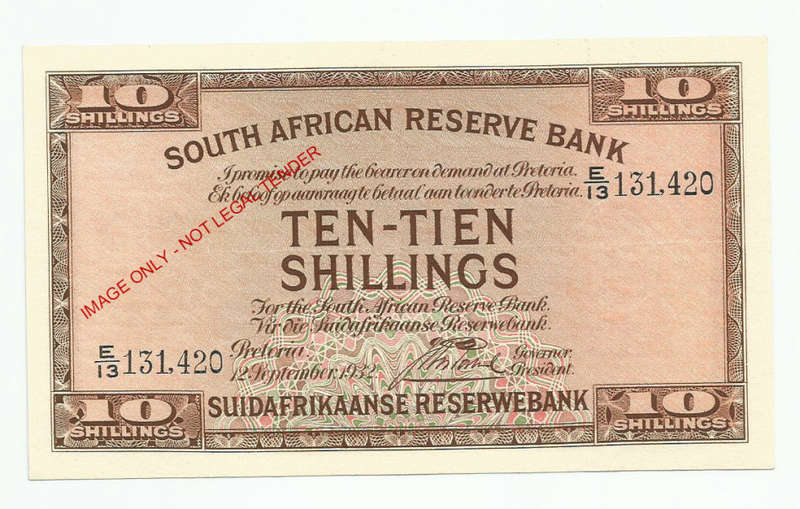 10 SHILLINGS
10 SHILLINGS
SOUTH AFRICAN RESERVE BANK
I promise to pay the bearer on demand at Pretoria.
Ek beloof op aanvraag te betaal aan toonder te Pretoria.
E/13 131,420
IMAGE ONLY - NOT LEGAL TENDER
TEN-TIEN
SHILLINGS
For the South African Reserve Bank.
Vir die Suidafrikaanse Reserwebank.
E/13 131,420
Pretoria
12 September 1932
Governor.
President.
SUIDAFRIKAANSE RESERWEBANK
10 SHILLINGS
10 SHILLINGS